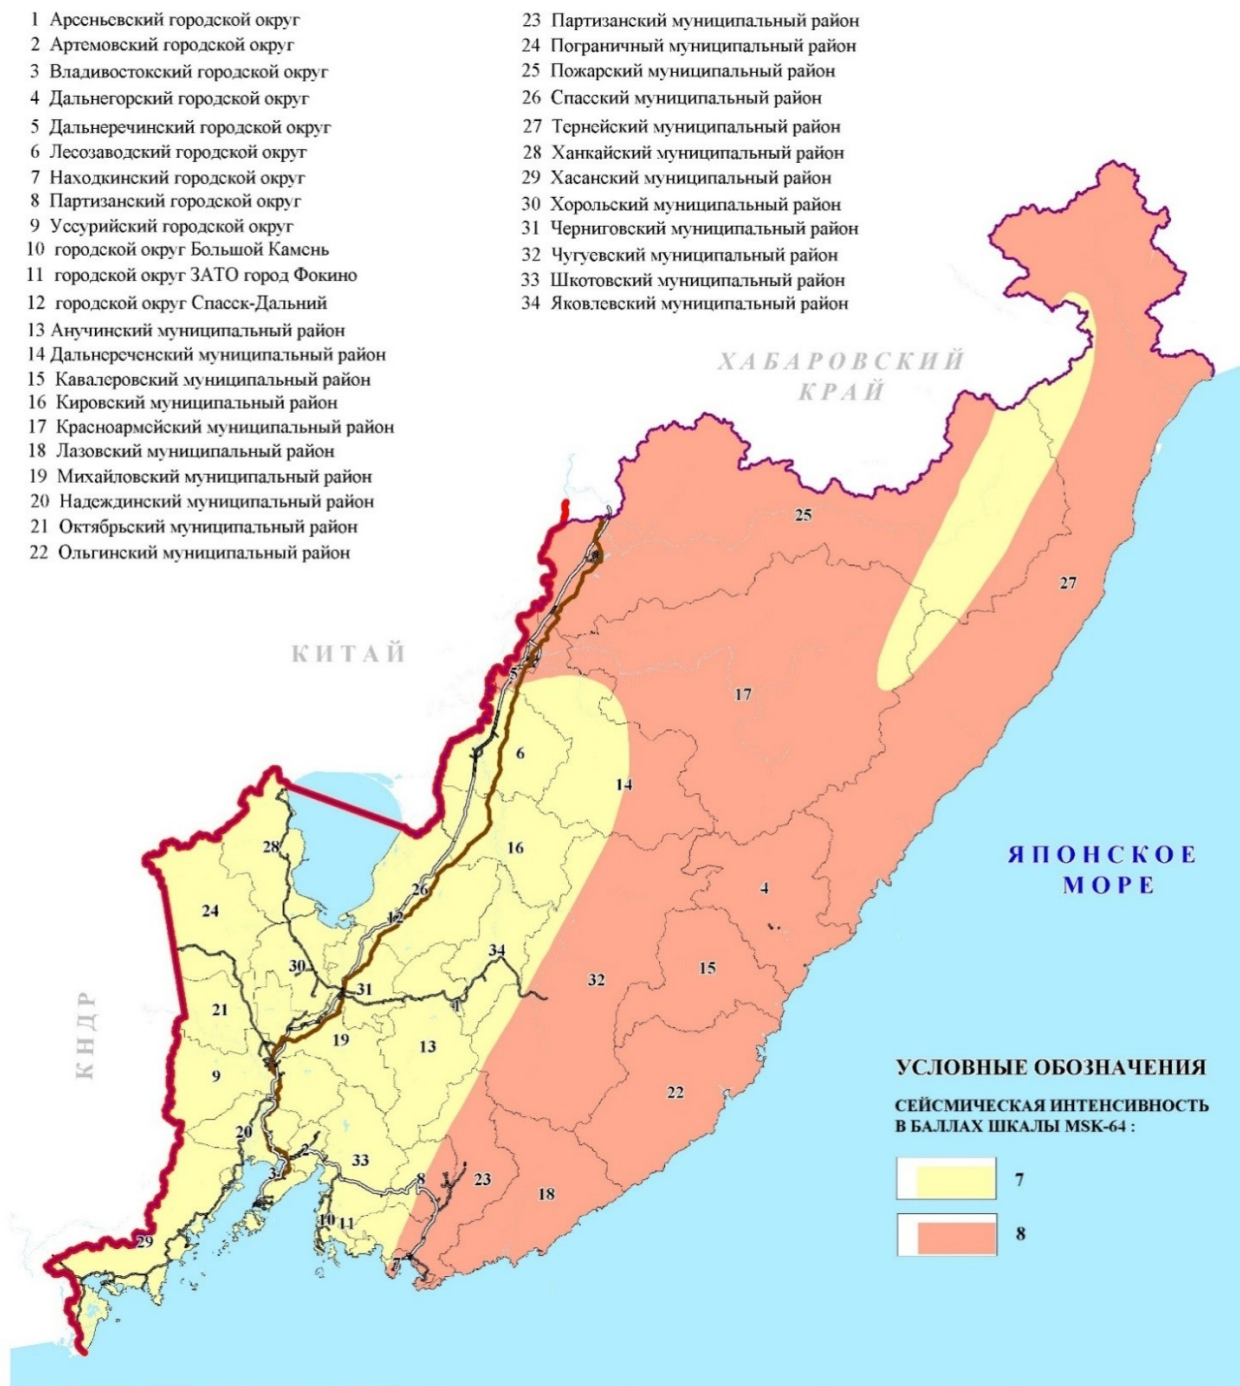 1 Арсеньевский городской округ
2 Артемовский городской округ
3 Владивостокский городской округ
4 Дальнегорский городской округ
5 Дальнеречинский городской округ
6 Лесозаводский городской округ
7 Находкинский городской округ
8 Партизанский городской округ
9 Уссурийский городской округ
10 городской округ Большой Камень
11 городской округ ЗАТО город Фокино
12 городской округ Спасск-Дальний
13 Анучинский муниципальный район
14 Дальнереченский муниципальный район
15 Кавалеровский муниципальный район
16 Кировский муниципальный район
17 Красноармейский муниципальный район
18 Лазовский муниципальный район
19 Михайловский муниципальный район
20 Надеждинский муниципальный район
21 Октябрьский муниципальный район
22 Ольгинский муниципальный район
23 Партизанский муниципальный район
24 Пограничный муниципальный район
25 Пожарский муниципальный район
26 Спасский муниципальный район
27 Тернейский муниципальный район
28 Ханкайский муниципальный район
29 Хасанский муниципальный район
30 Хорольский муниципальный район
31 Черниговский муниципальный район
32 Чугуевский муниципальный район
33 Шкотовский муниципальный район
34 Яковлевский муниципальный район
ХАБАРОВСКИЙ
КРАЙ
25
27
КИТАЙ
5
17
6
14
28
16
ЯПОНСКОЕ
МОРЕ
26
4
24
12
34
30
15
31
32
1
21
КНДР
19
13
9
22
20
2
33
3
8
23
18
10
11
29
7
УСЛОВНЫЕ ОБОЗНАЧЕНИЯ
СЕЙСМИЧЕСКАЯ ИНТЕНСИВНОСТЬ
В БАЛЛАХ ШКАЛЫ MSK-64 :
7
8